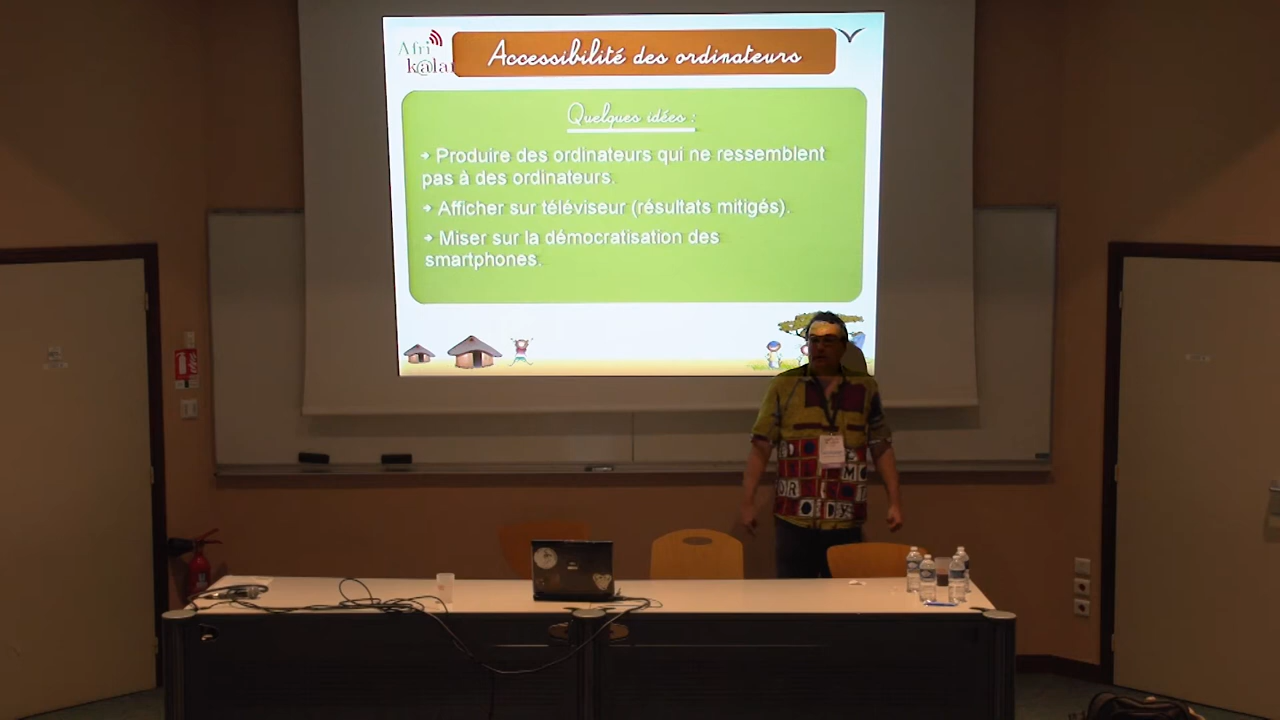 Afri
k@la
Accessibilité des ordinateurs
Quelques idées :
➔ Produire des ordinateurs qui ne ressemblent
pas à des ordinateurs.
➔ Afficher sur téléviseur (résultats mitigés).
➔ Miser sur la démocratisation des
smartphones.